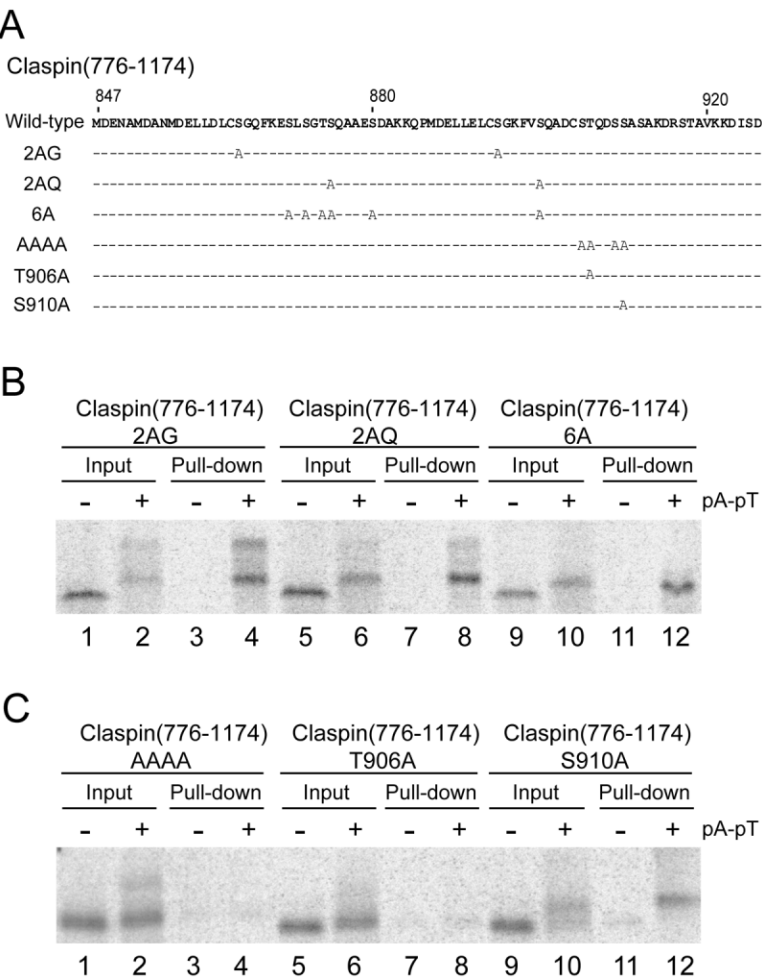 A
Claspin(776-1174)
847 880 920
Wild-type MDENAMDANMDELLDLCSGQFKESLSGTSQAAESDAKKQPMDELLELCSGKFVSQADCSTQDSSASAKDRSTAVKKDISD
2AG -----------------A------------------------------A-------------------------------
2AQ ----------------------------A------------------------A--------------------------
6A -----------------------A-A-AA----A-------------------A--------------------------
AAAA ----------------------------------------------------------AA--AA----------------
T906A -----------------------------------------------------------A--------------------
S910A ---------------------------------------------------------------A----------------
B
Claspin(776-1174) Claspin(776-1174) Claspin(776-1174)
2AG 2AQ 6A
Input Pull-down Input Pull-down Input Pull-down
- + - + - + - + - + - + pA-pT
1 2 3 4 5 6 7 8 9 10 11 12
C
Claspin(776-1174) Claspin(776-1174) Claspin(776-1174)
AAAA T906A S910A
Input Pull-down Input Pull-down Input Pull-down
- + - + - + - + - + - + pA-pT
1 2 3 4 5 6 7 8 9 10 11 12